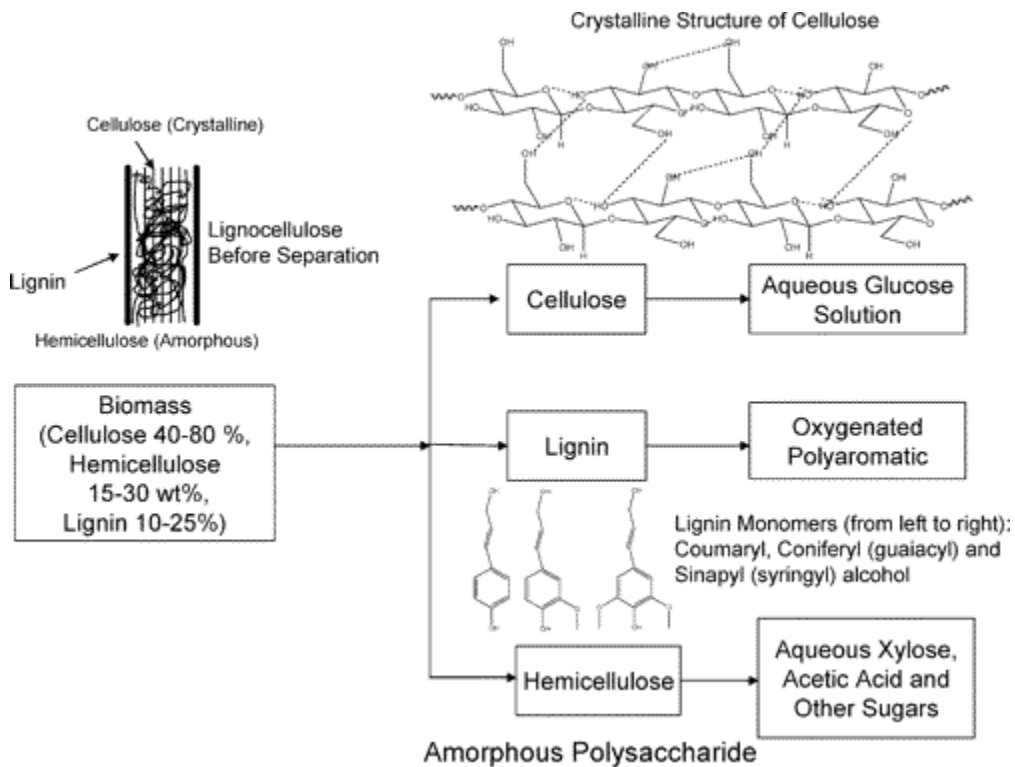 Crystalline Structure of Cellulose
Cellulose (Crystalline)
Lignocellulose
Before Separation
Lignin
Hemicellulose (Amorphous)
Biomass
(Cellulose 40-80 %,
Hemicellulose
15-30 wt%,
Lignin 10-25%)
Cellulose
Aqueous Glucose
Solution
Lignin
Oxygenated
Polyaromatic
Lignin Monomers (from left to right):
Coumaryl, Coniferyl (guaiacyl) and
Sinapyl (syringyl) alcohol
Hemicellulose
Aqueous Xylose,
Acetic Acid and
Other Sugars
Amorphous Polysaccharide